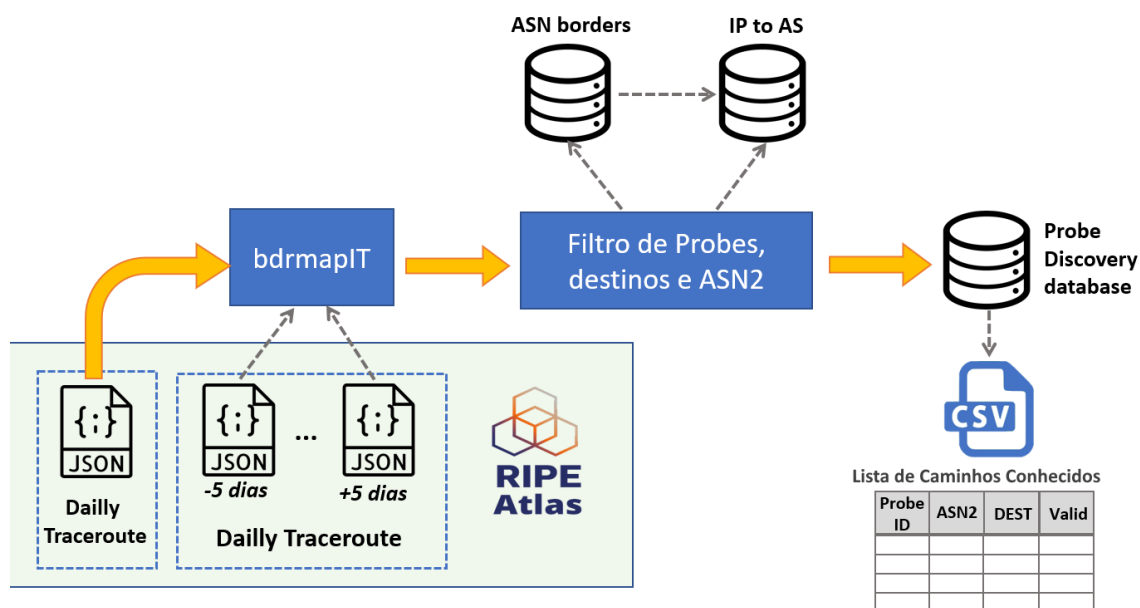 ASN borders
IP to AS
bdrmapIT
Filtro de Probes,
destinos e ASN2
Probe
Discovery
database
{;}
JSON
Dailly
Traceroute
{;}
JSON
-5 dias
...
{;}
JSON
+5 dias
Dailly Traceroute
RIPE
Atlas
CSV
Lista de Caminhos Conhecidos
Probe
ID
ASN2
DEST
Valid